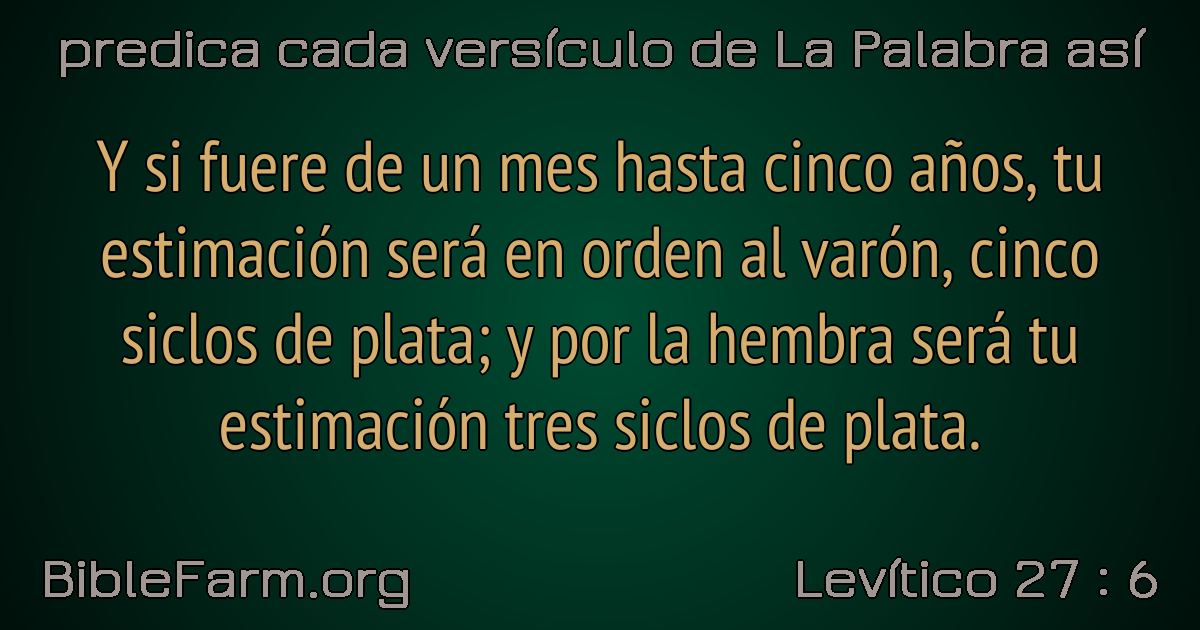 predica cada versículo de La Palabra así
Y si fuere de un mes hasta cinco años, tu
estimación será en orden al varón, cinco
siclos de plata; y por la hembra será tu
estimación tres siclos de plata.
BibleFarm.org
Levítico 27 : 6